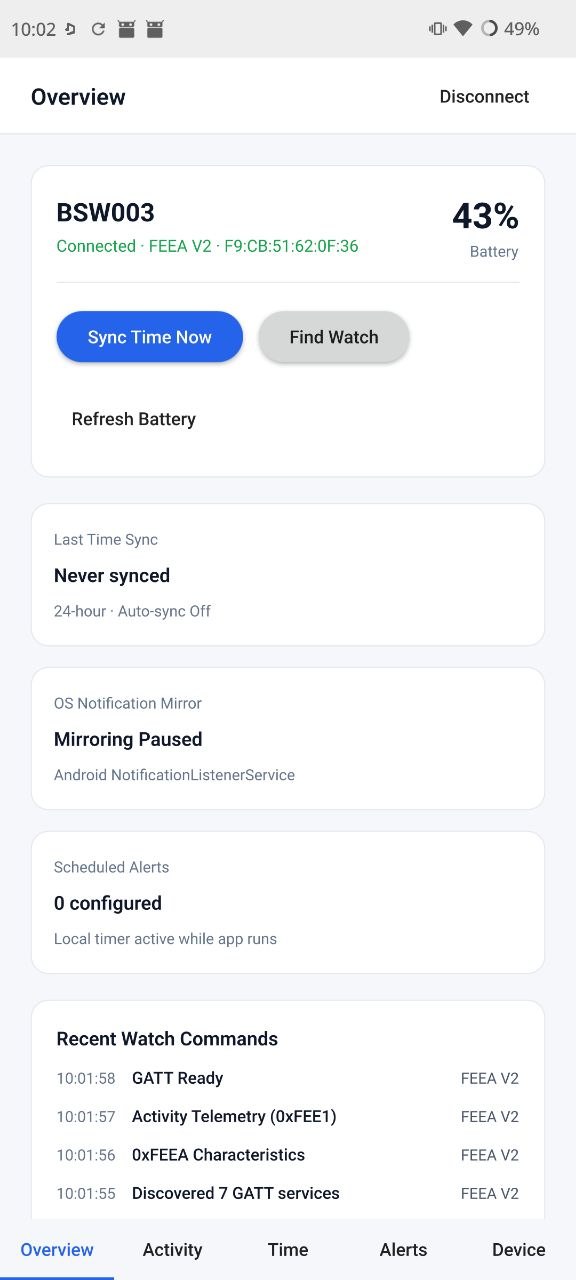 10:02 49%
Overview Disconnect
BSW003 43%
Connected · FEEA V2 · F9:CB:51:62:0F:36 Battery
Sync Time Now Find Watch
Refresh Battery
Last Time Sync
Never synced
24-hour · Auto-sync Off
OS Notification Mirror
Mirroring Paused
Android NotificationListenerService
Scheduled Alerts
0 configured
Local timer active while app runs
Recent Watch Commands
10:01:58 GATT Ready FEEA V2
10:01:57 Activity Telemetry (0xFEE1) FEEA V2
10:01:56 0xFEEA Characteristics FEEA V2
10:01:55 Discovered 7 GATT services FEEA V2
Overview Activity Time Alerts Device